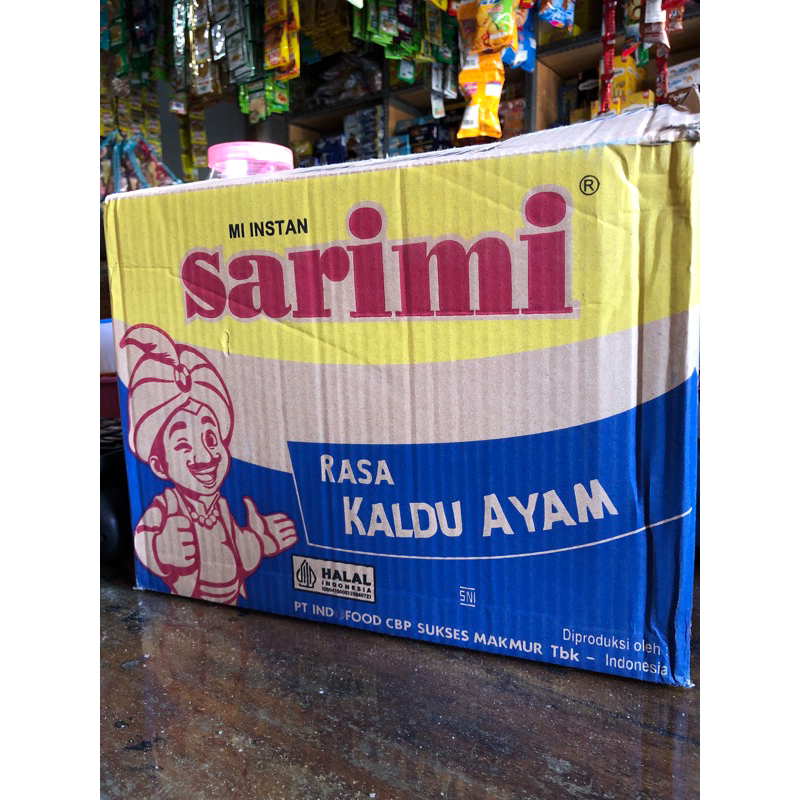 MI INSTAN
sarimi ®
RASA
KALDU AYAM
HALAL
INDONESIA
SNI
Diproduksi oleh :
PT INDOFOOD CBP SUKSES MAKMUR Tbk – Indonesia